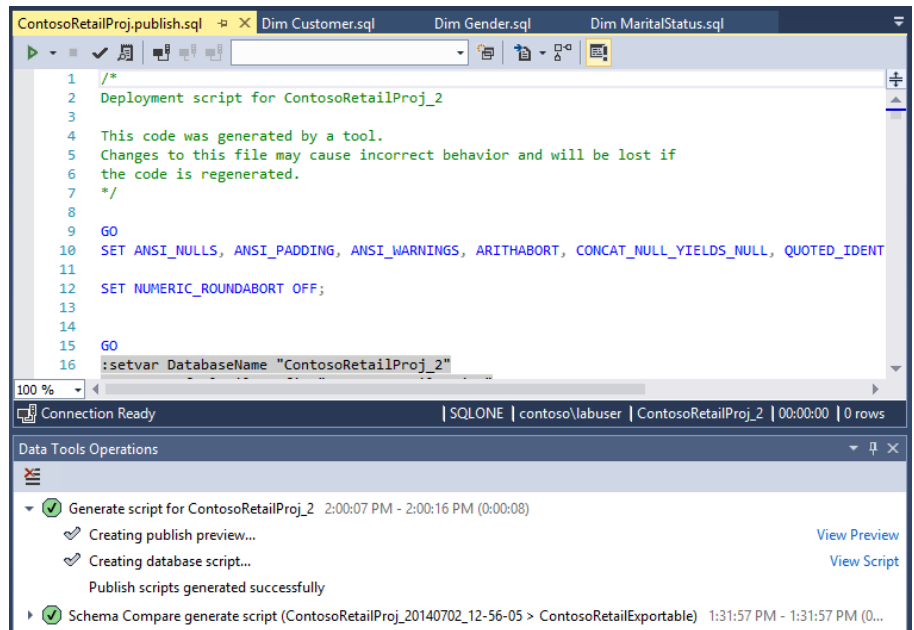 ContosoRetailProj.publish.sql Dim Customer.sql Dim Gender.sql Dim MaritalStatus.sql
1 /*
2 Deployment script for ContosoRetailProj_2
3
4 This code was generated by a tool.
5 Changes to this file may cause incorrect behavior and will be lost if
6 the code is regenerated.
7 */
8
9 GO
10 SET ANSI_NULLS, ANSI_PADDING, ANSI_WARNINGS, ARITHABORT, CONCAT_NULL_YIELDS_NULL, QUOTED_IDENT
11
12 SET NUMERIC_ROUNDABORT OFF;
13
14
15 GO
16 :setvar DatabaseName "ContosoRetailProj_2"
100 %
Connection Ready | SQLONE | contoso\labuser | ContosoRetailProj_2 | 00:00:00 | 0 rows
Data Tools Operations
Generate script for ContosoRetailProj_2 2:00:07 PM - 2:00:16 PM (0:00:08)
Creating publish preview... View Preview
Creating database script... View Script
Publish scripts generated successfully
Schema Compare generate script (ContosoRetailProj_20140702_12-56-05 > ContosoRetailExportable) 1:31:57 PM - 1:31:57 PM (0...